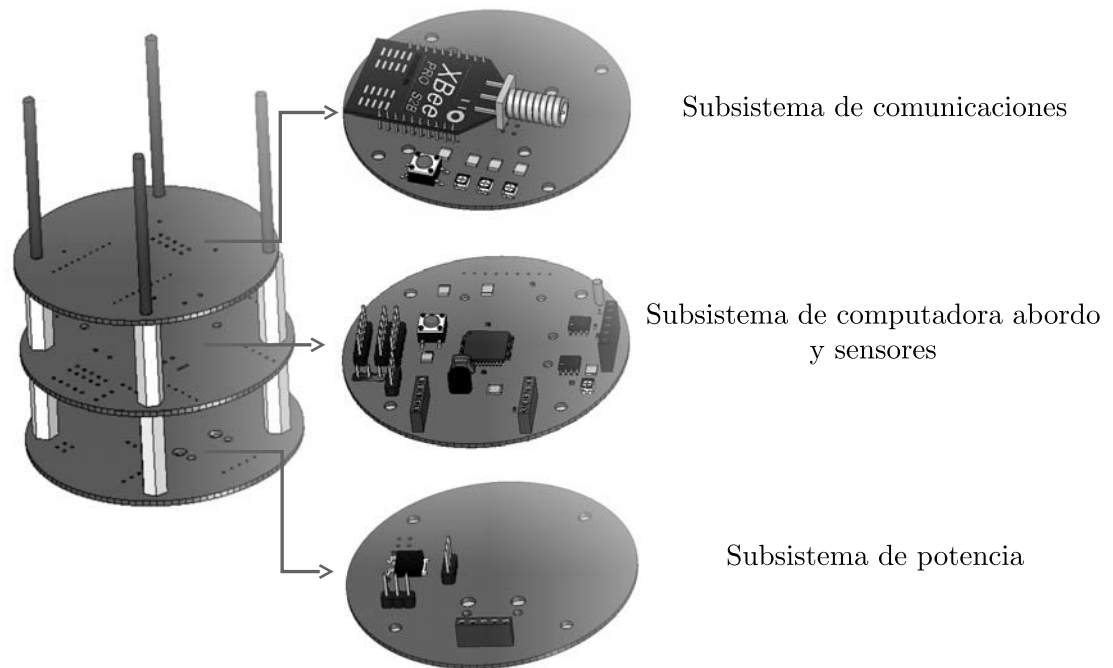 XBee
PRO S2B
Subsistema de comunicaciones
Subsistema de computadora abordo
y sensores
Subsistema de potencia